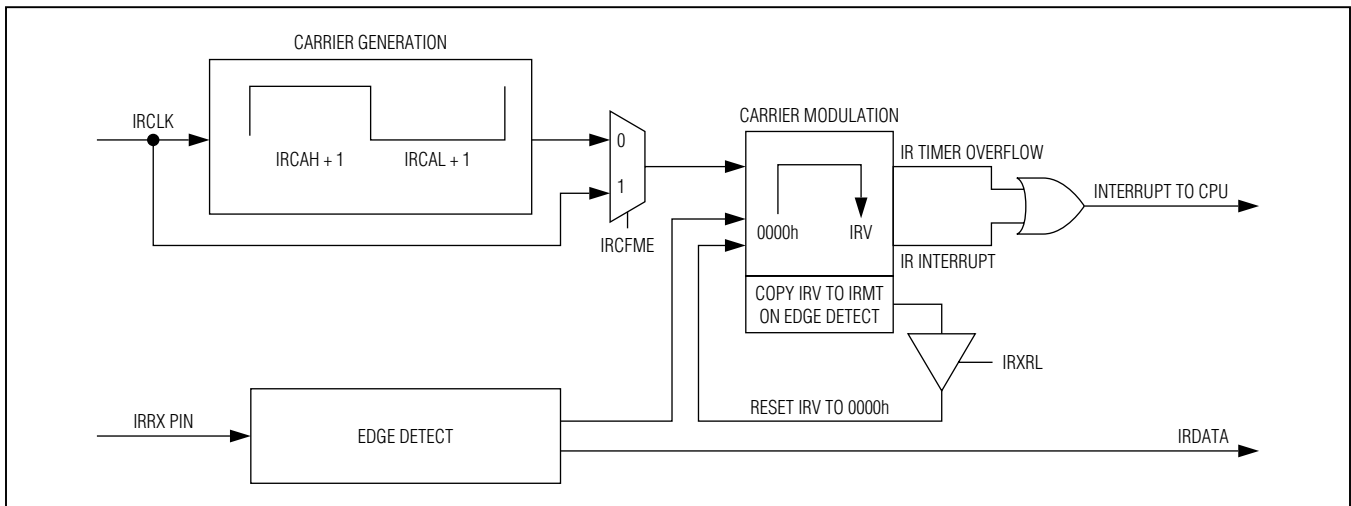 CARRIER GENERATION
IRCLK
IRCAH + 1
IRCAL + 1
0
1
IRCFME
CARRIER MODULATION
0000h
IRV
IR TIMER OVERFLOW
IR INTERRUPT
INTERRUPT TO CPU
COPY IRV TO IRMT
ON EDGE DETECT
IRXRL
RESET IRV TO 0000h
IRRX PIN
EDGE DETECT
IRDATA